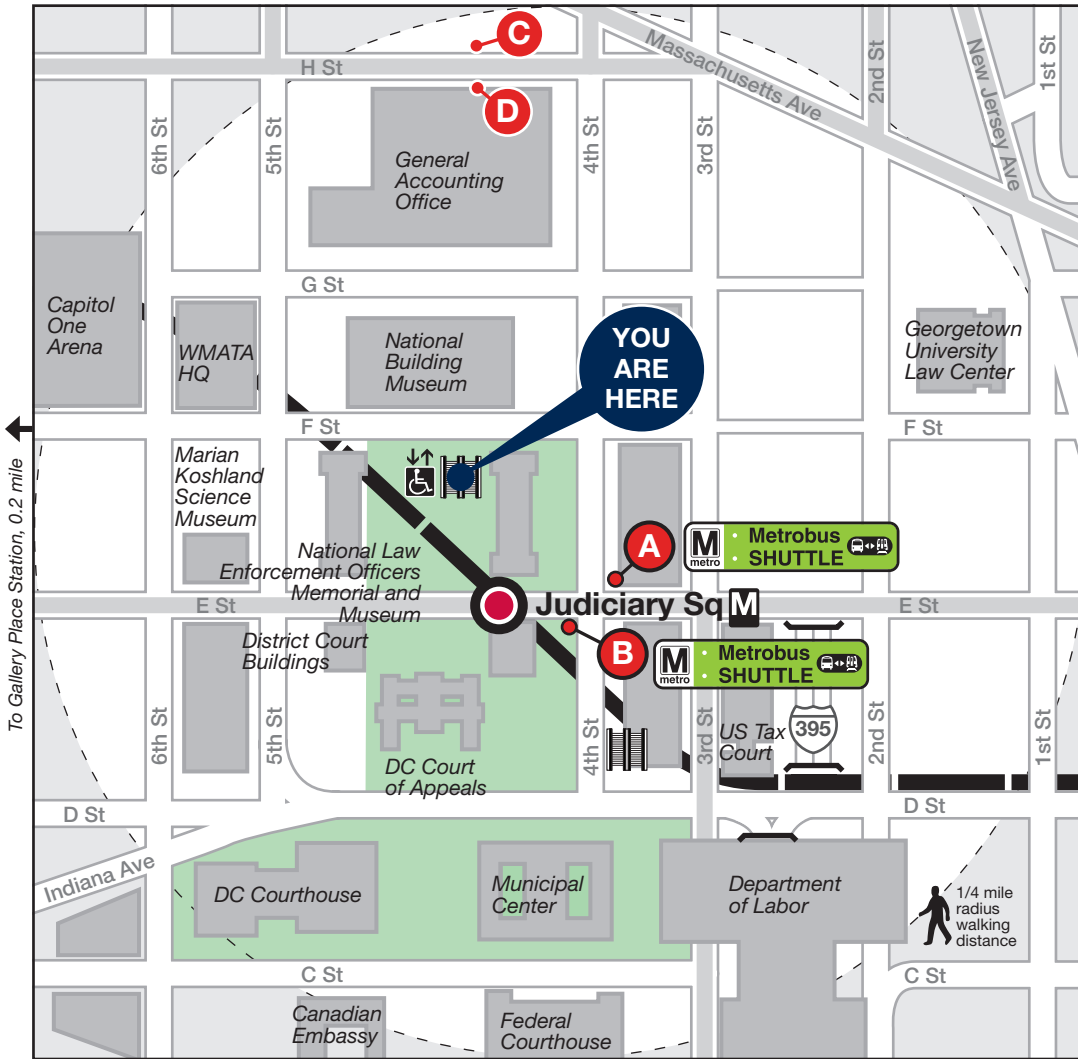 C
H St
Massachusetts Ave
2nd St
New Jersey Ave
1st St
D
6th St
5th St
4th St
3rd St
General
Accounting
Office
G St
Capitol
One
Arena
WMATA
HQ
National
Building
Museum
YOU
ARE
HERE
Georgetown
University
Law Center
F St
F St
To Gallery Place Station, 0.2 mile
Marian
Koshland
Science
Museum
National Law
Enforcement Officers
Memorial and
Museum
A
M
metro
· Metrobus
· SHUTTLE
E St
Judiciary Sq M
E St
District Court
Buildings
B
M
metro
· Metrobus
· SHUTTLE
6th St
5th St
4th St
3rd St
US Tax
Court
395
2nd St
1st St
DC Court
of Appeals
D St
D St
Indiana Ave
DC Courthouse
Municipal
Center
Department
of Labor
1/4 mile
radius
walking
distance
C St
C St
Canadian
Embassy
Federal
Courthouse